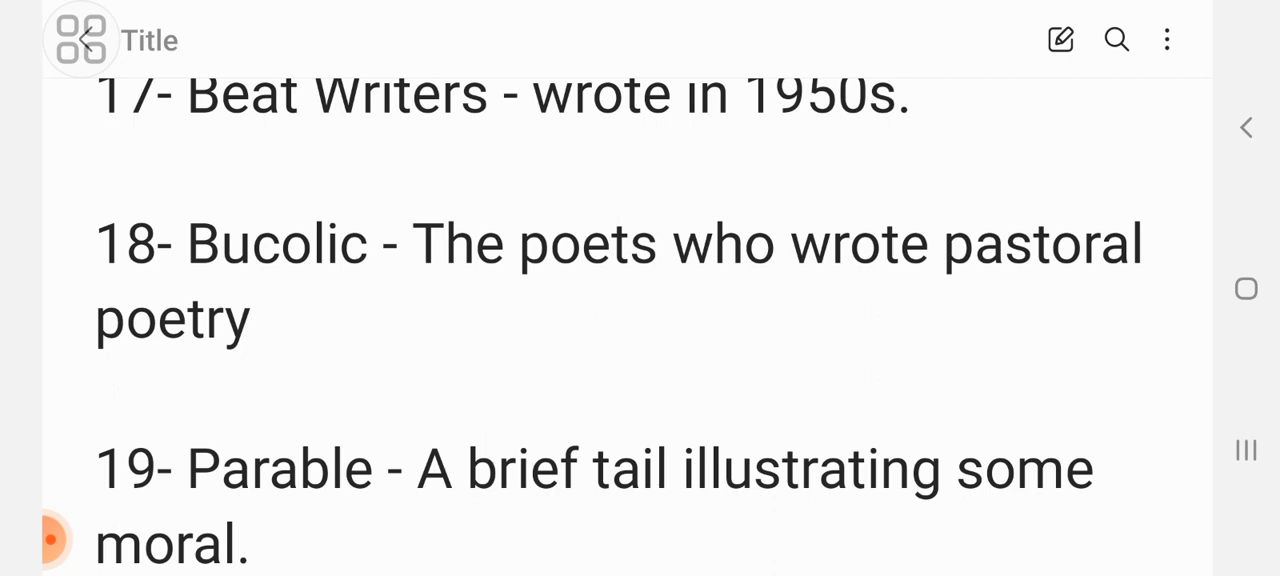 Title
17- Beat Writers - wrote in 1950s.
18- Bucolic - The poets who wrote pastoral
poetry
19- Parable - A brief tail illustrating some
moral.